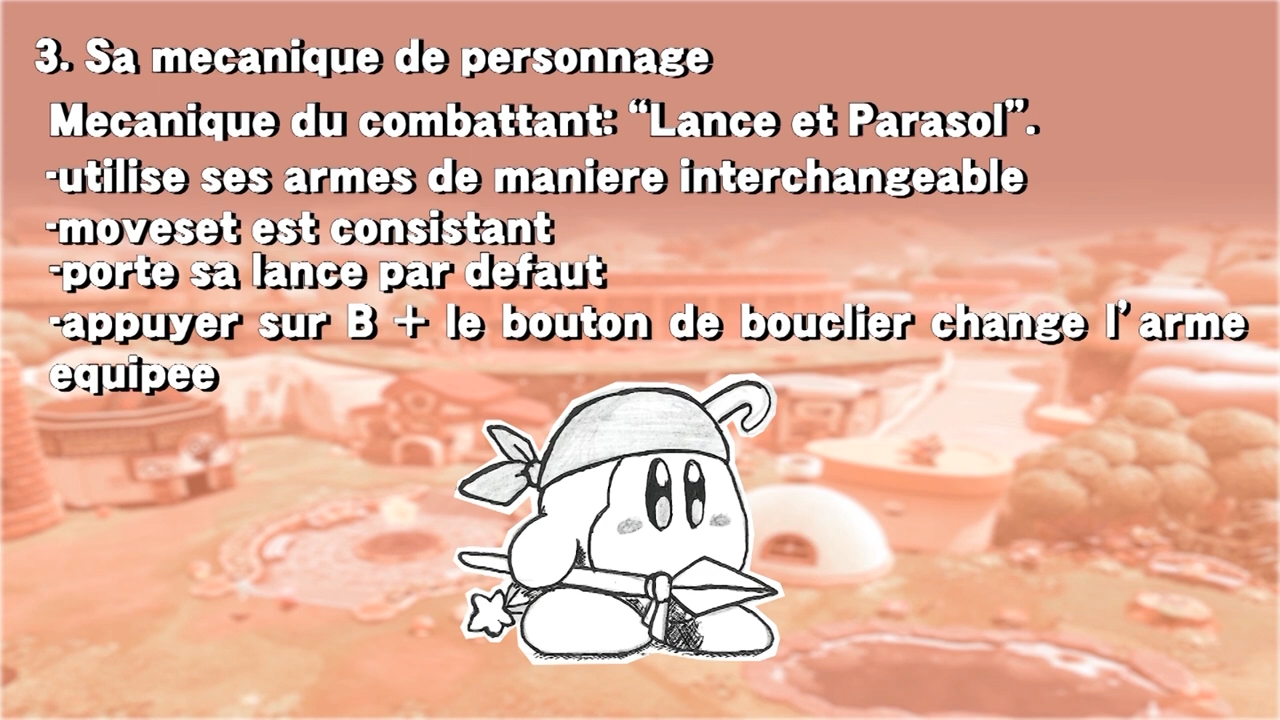 3. Sa mecanique de personnage
Mecanique du combattant: “Lance et Parasol”.
-utilise ses armes de maniere interchangeable
-moveset est consistant
-porte sa lance par defaut
-appuyer sur B + le bouton de bouclier change l’arme
equipee